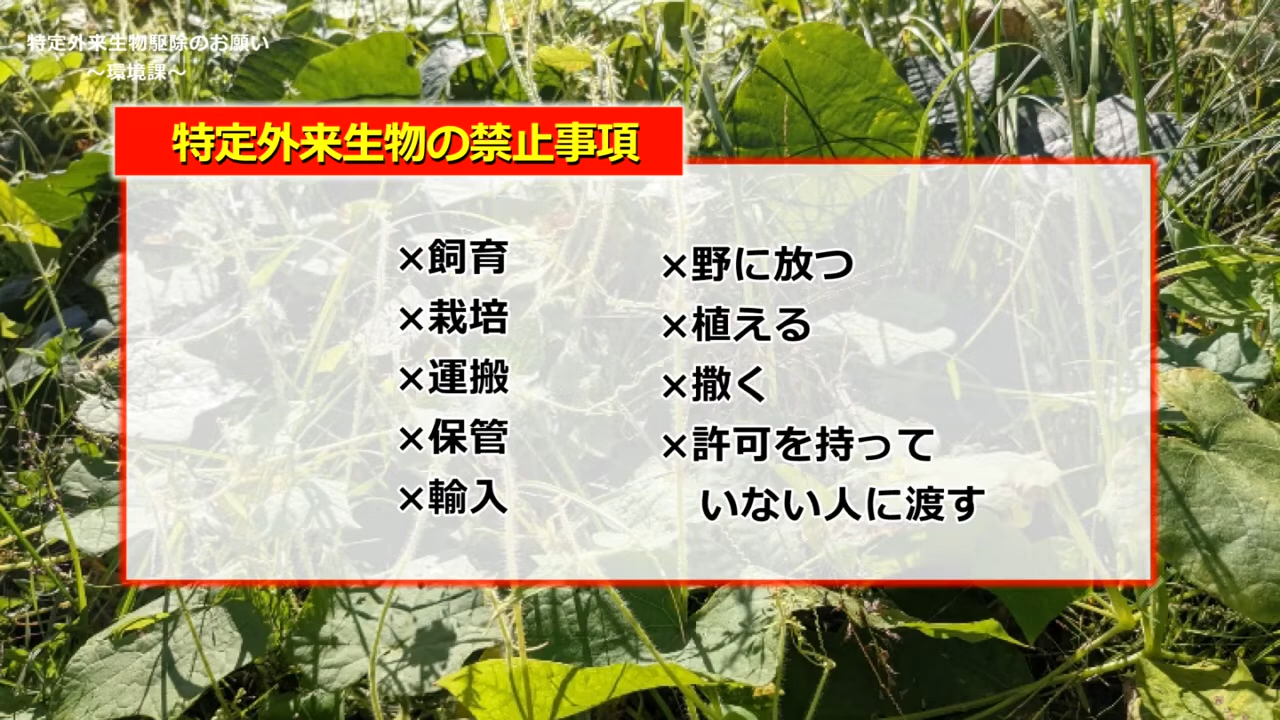 特定外来生物駆除のお願い
～環境課～
特定外来生物の禁止事項
×飼育
×栽培
×運搬
×保管
×輸入
×野に放つ
×植える
×撒く
×許可を持って
いない人に渡す